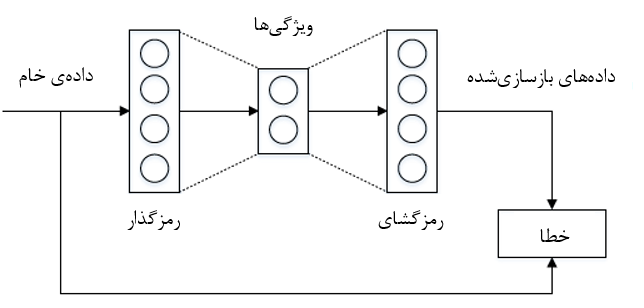 ویژگی‌ها
داده‌ی خام
داده‌های بازسازی‌شده
رمزگذار
رمزگشای
خطا